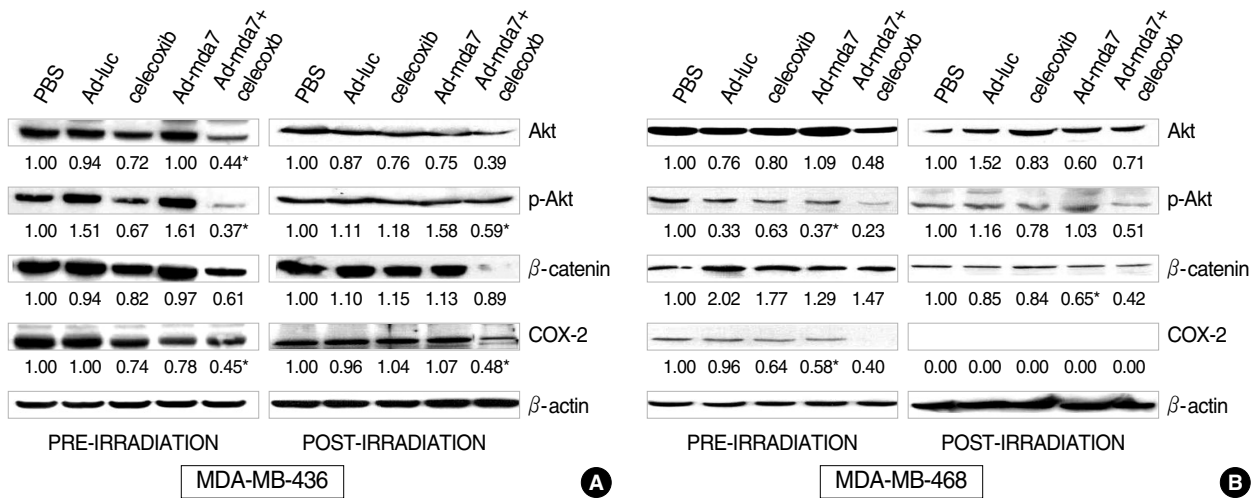 PBS Ad-luc celecoxib Ad-mda7 Ad-mda7+ celecoxb PBS Ad-luc celecoxib Ad-mda7 Ad-mda7+ celecoxb
Akt
1.00 0.94 0.72 1.00 0.44* 1.00 0.87 0.76 0.75 0.39
p-Akt
1.00 1.51 0.67 1.61 0.37* 1.00 1.11 1.18 1.58 0.59*
β-catenin
1.00 0.94 0.82 0.97 0.61 1.00 1.10 1.15 1.13 0.89
COX-2
1.00 1.00 0.74 0.78 0.45* 1.00 0.96 1.04 1.07 0.48*
β-actin
PRE-IRRADIATION POST-IRRADIATION
MDA-MB-436 A
PBS Ad-luc celecoxib Ad-mda7 Ad-mda7+ celecoxb PBS Ad-luc celecoxib Ad-mda7 Ad-mda7+ celecoxb
Akt
1.00 0.76 0.80 1.09 0.48 1.00 1.52 0.83 0.60 0.71
p-Akt
1.00 0.33 0.63 0.37* 0.23 1.00 1.16 0.78 1.03 0.51
β-catenin
1.00 2.02 1.77 1.29 1.47 1.00 0.85 0.84 0.65* 0.42
COX-2
1.00 0.96 0.64 0.58* 0.40 0.00 0.00 0.00 0.00 0.00
β-actin
PRE-IRRADIATION POST-IRRADIATION
MDA-MB-468 B